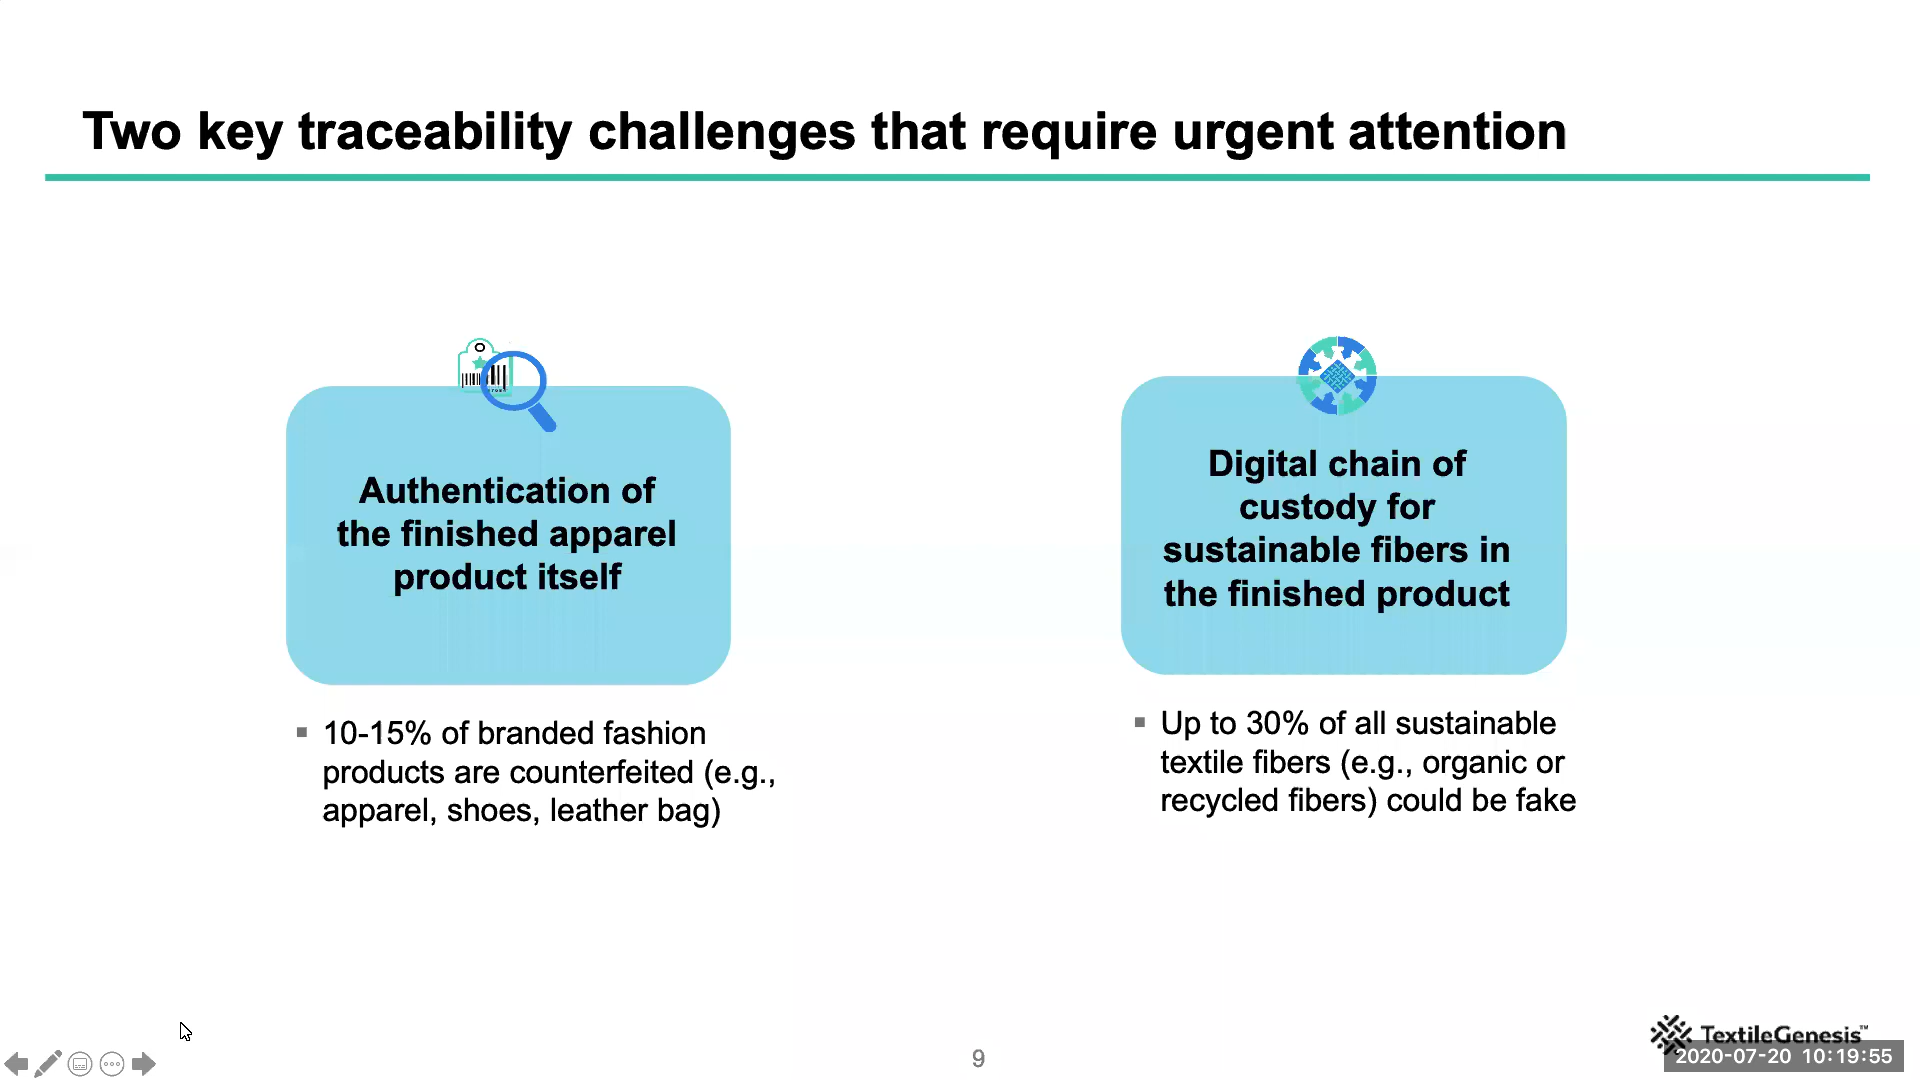 Two key traceability challenges that require urgent attention
Authentication of
the finished apparel
product itself
10-15% of branded fashion
products are counterfeited (e.g.,
apparel, shoes, leather bag)
Digital chain of
custody for
sustainable fibers in
the finished product
Up to 30% of all sustainable
textile fibers (e.g., organic or
recycled fibers) could be fake
9
TextileGenesis™
2020-07-20 10:19:55